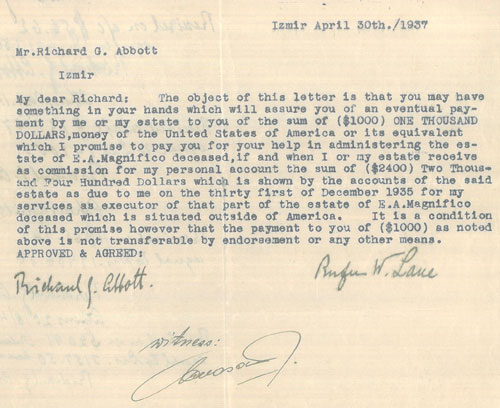 Izmir April 30th./1937
Mr.Richard G. Abbott
Izmir
My dear Richard: The object of this letter is that you may have
something in your hands which will assure you of an eventual pay-
ment by me or my estate to you of the sum of ($1000) ONE THOUSAND
DOLLARS,money of the United States of America or its equivalent
which I promise to pay you for your help in administering the es-
tate of E.A.Magnifico deceased,if and when I or my estate receive
as commission for my personal account the sum of ($2400) Two Thous-
and Four Hundred Dollars which is shown by the accounts of the said
estate as due to me on the thirty first of December 1935 for my
services as executor of that part of the estate of E.A.Magnifico
deceased which is situated outside of America. It is a condition
of this promise however that the payment to you of ($1000) as noted
above is not transferable by endorsement or any other means.
APPROVED & AGREED:
Richard G. Abbott. Rufus W. Lane
witness: